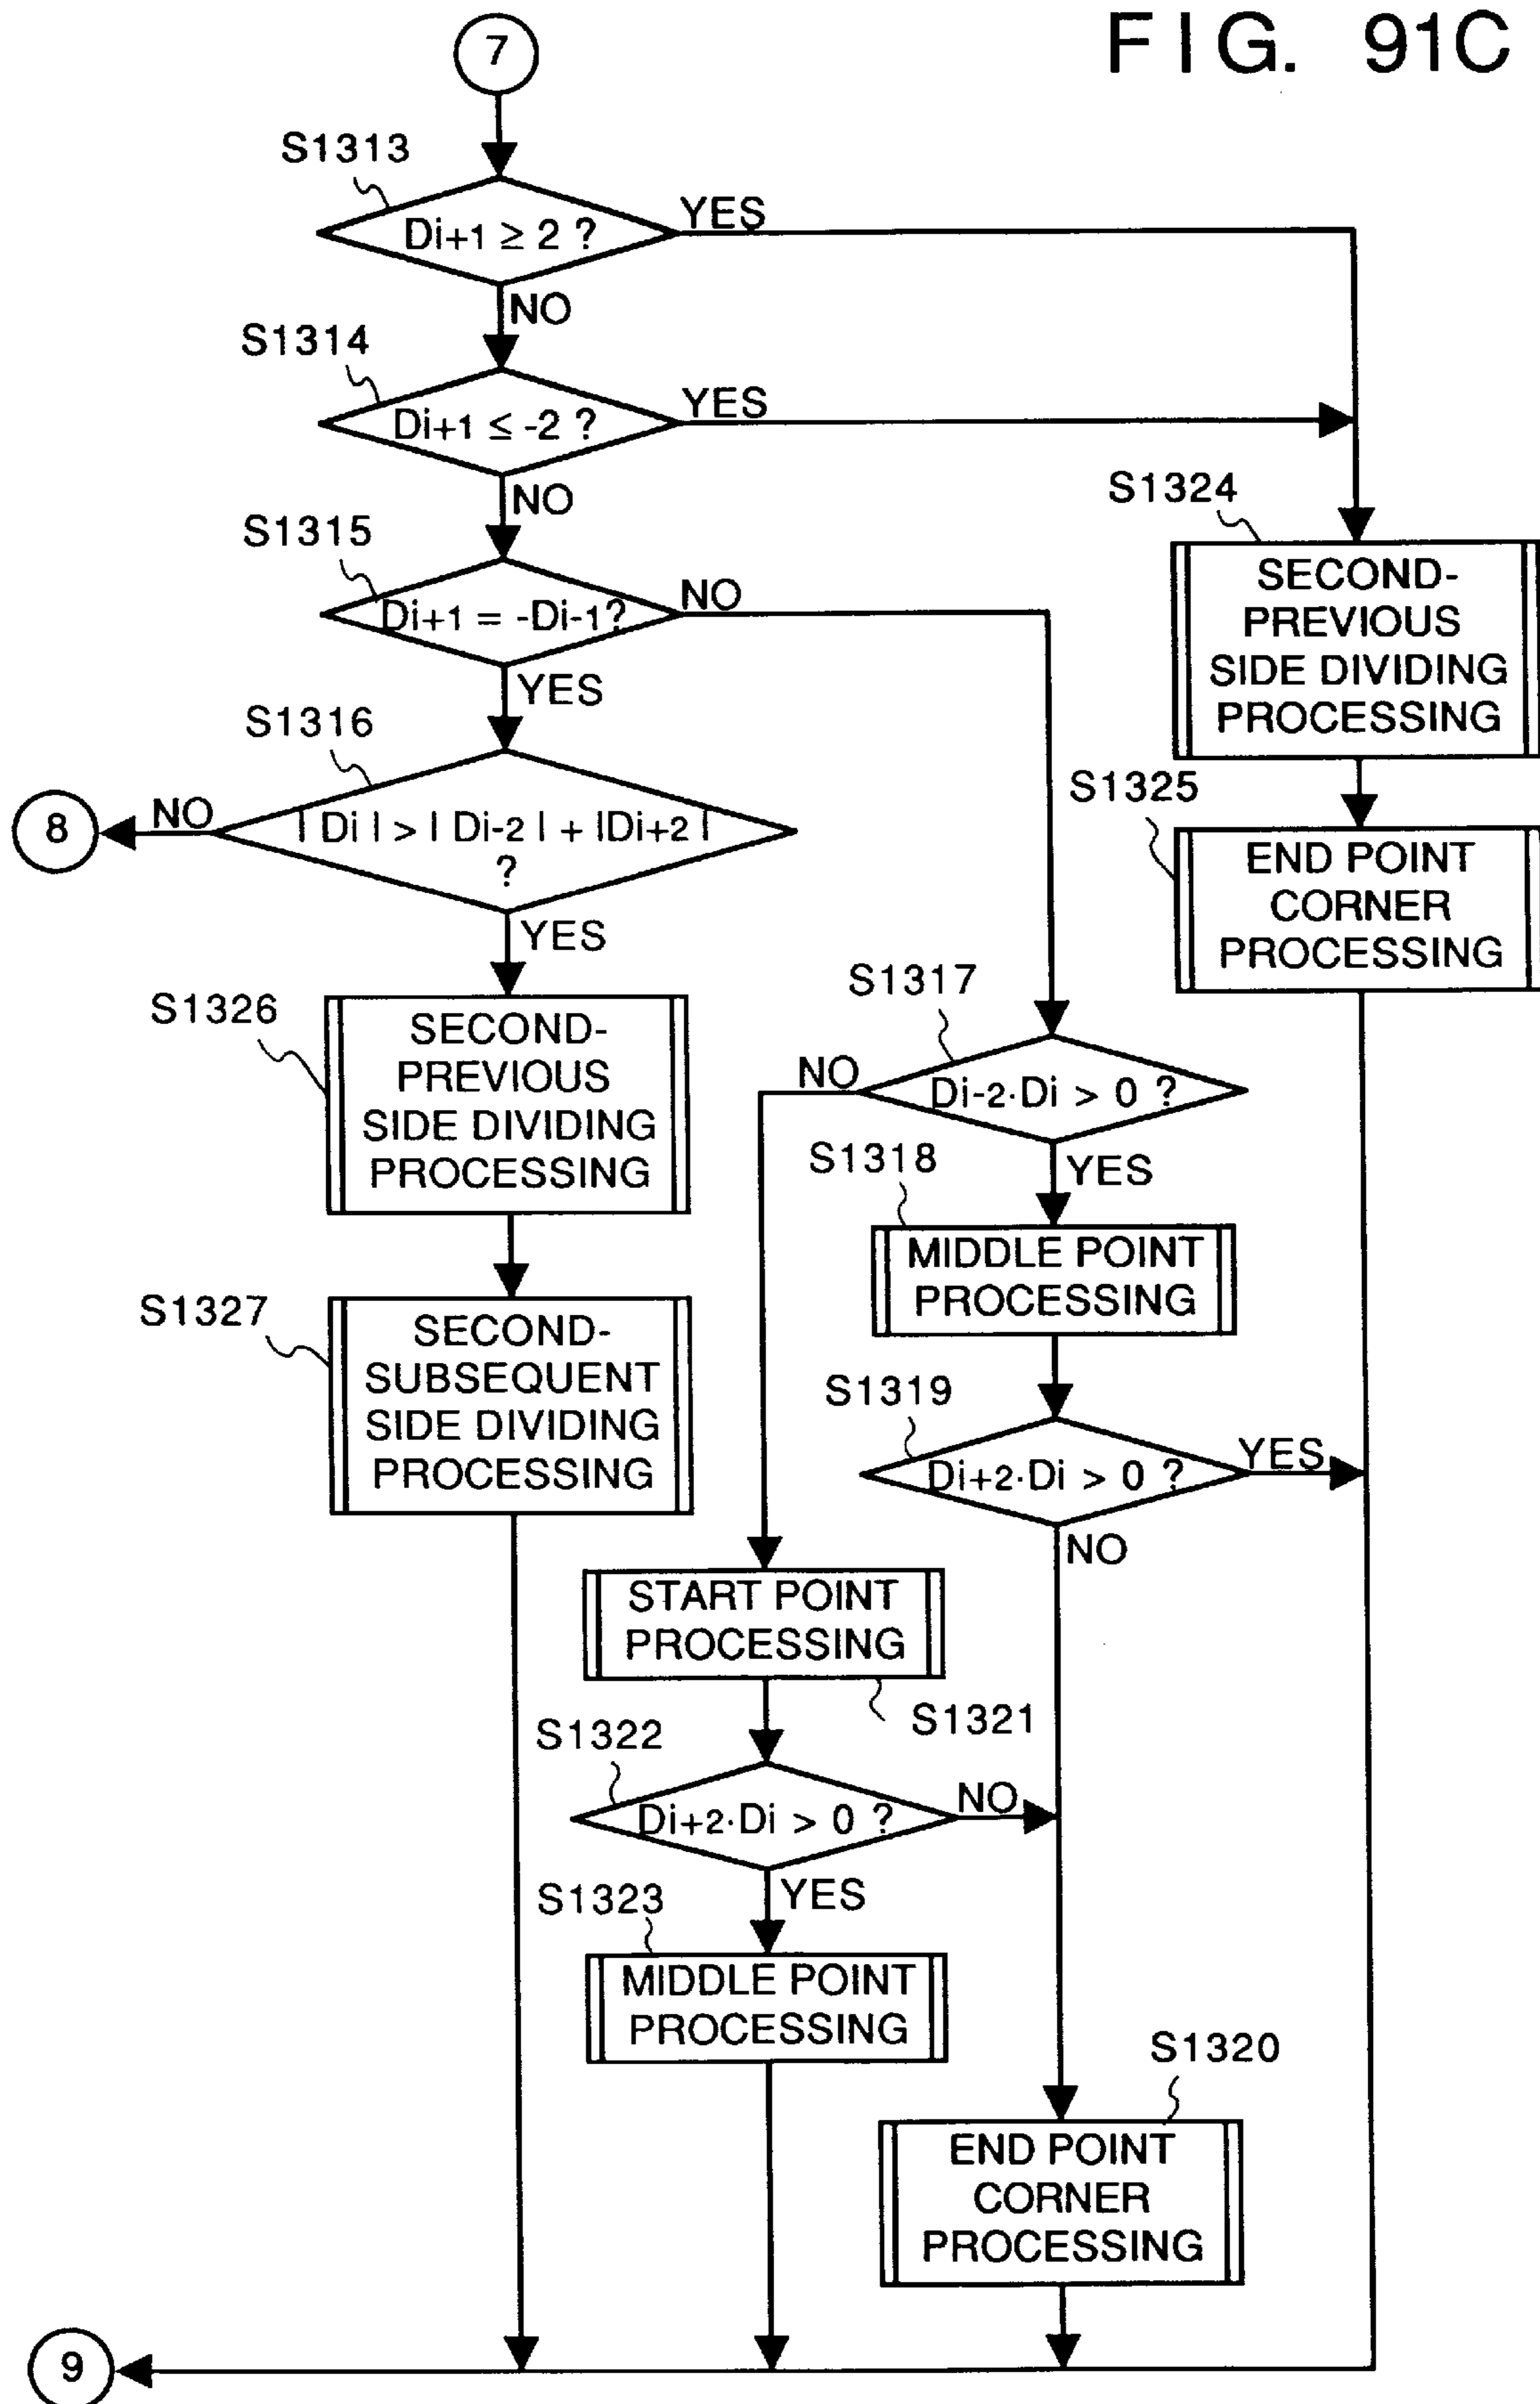 FIG. 91C
7
S1313
Di+1 ≥ 2 ?
YES
NO
S1314
Di+1 ≤ -2 ?
YES
NO
S1315
Di+1 = -Di-1?
NO
YES
S1324
SECOND-
PREVIOUS
SIDE DIVIDING
PROCESSING
S1316
| Di | > | Di-2 | + |Di+2 |
?
NO
8
YES
S1325
END POINT
CORNER
PROCESSING
S1326
SECOND-
PREVIOUS
SIDE DIVIDING
PROCESSING
S1317
Di-2·Di > 0 ?
NO
YES
S1318
MIDDLE POINT
PROCESSING
S1327
SECOND-
SUBSEQUENT
SIDE DIVIDING
PROCESSING
S1319
Di+2·Di > 0 ?
YES
NO
START POINT
PROCESSING
S1321
S1322
Di+2·Di > 0 ?
NO
YES
S1323
MIDDLE POINT
PROCESSING
S1320
END POINT
CORNER
PROCESSING
9